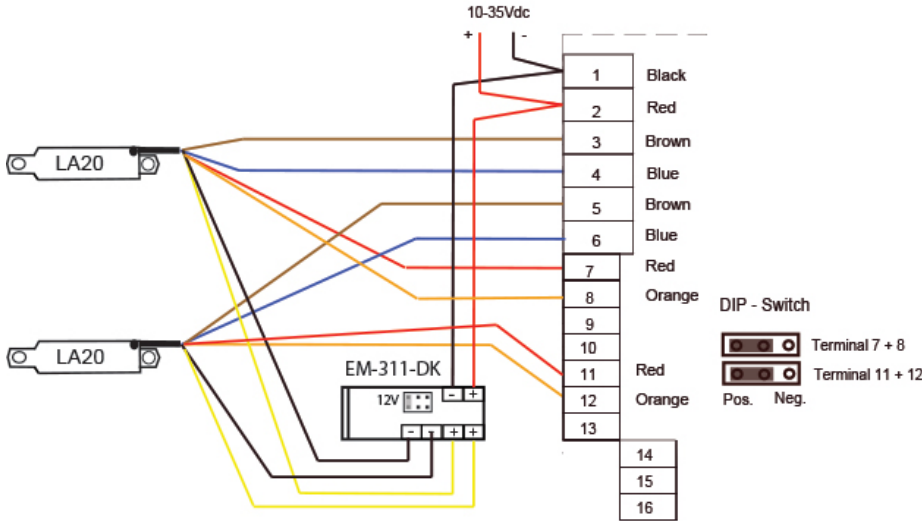 10-35Vdc
+ -
1 Black
2 Red
3 Brown
LA20
4 Blue
5 Brown
6 Blue
7 Red
8 Orange
DIP - Switch
9
Terminal 7 + 8
10
LA20
EM-311-DK
11 Red
Terminal 11 + 12
12V
- +
12 Orange
Pos. Neg.
- - + +
13
14
15
16